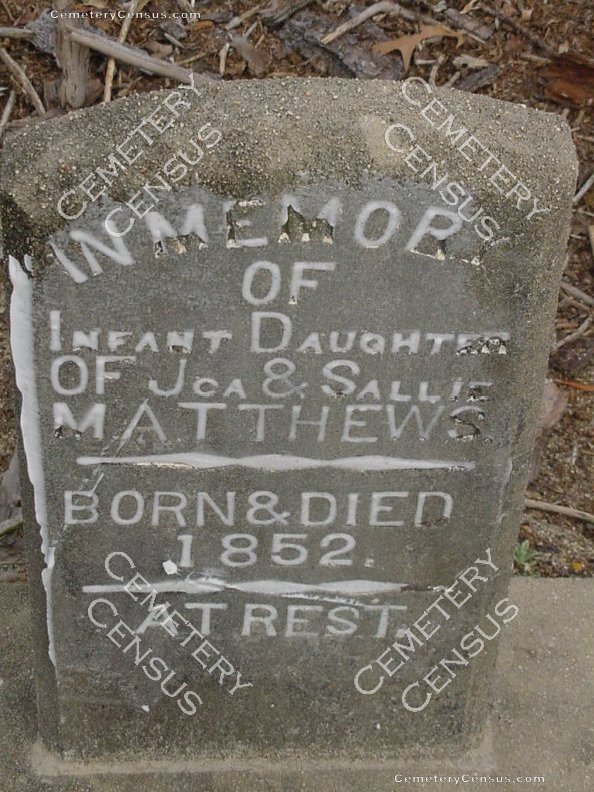 CemeteryCensus.com
CEMETERY CENSUS
CEMETERY CENSUS
IN MEMORY
OF
INFANT DAUGHTER
OF JOA & SALLIE
MATTHEWS.
BORN & DIED
1852.
AT REST.
CEMETERY CENSUS
CEMETERY CENSUS
CemeteryCensus.com